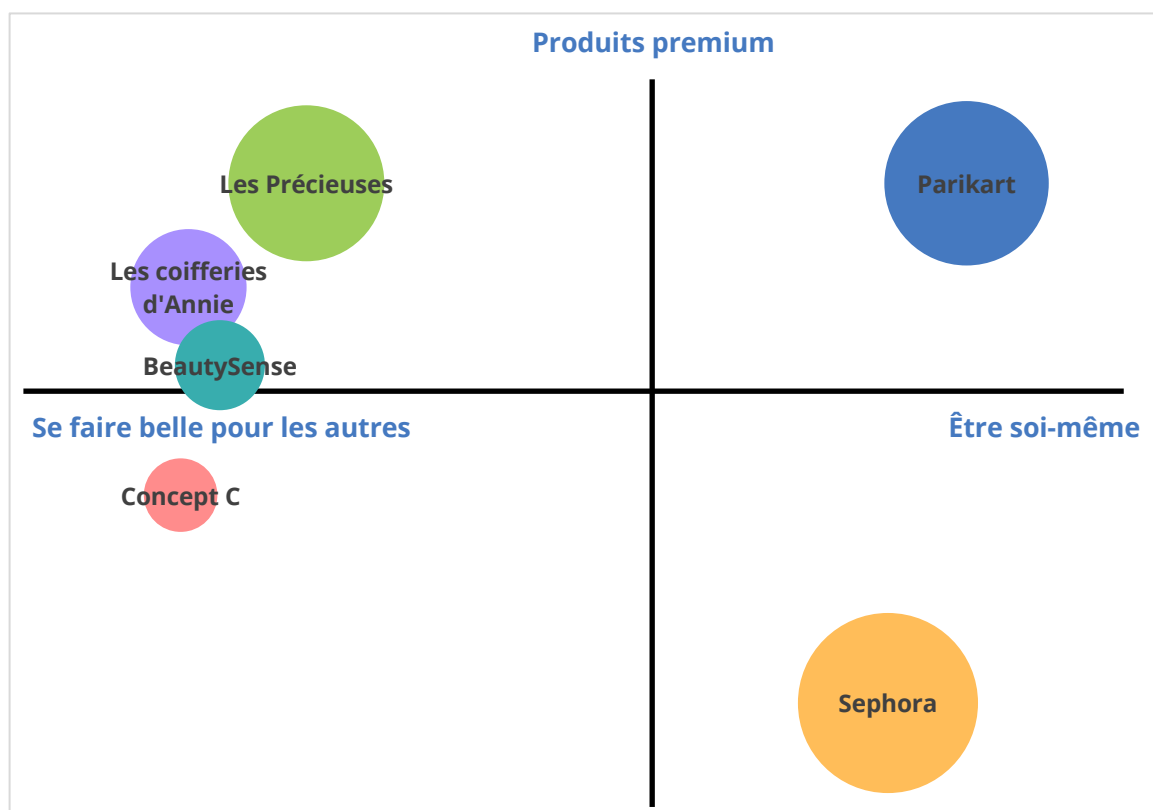 Produits premium
Les Précieuses
Parikart
Les coifferies
d'Annie
BeautySense
Se faire belle pour les autres
Être soi-même
Concept C
Sephora